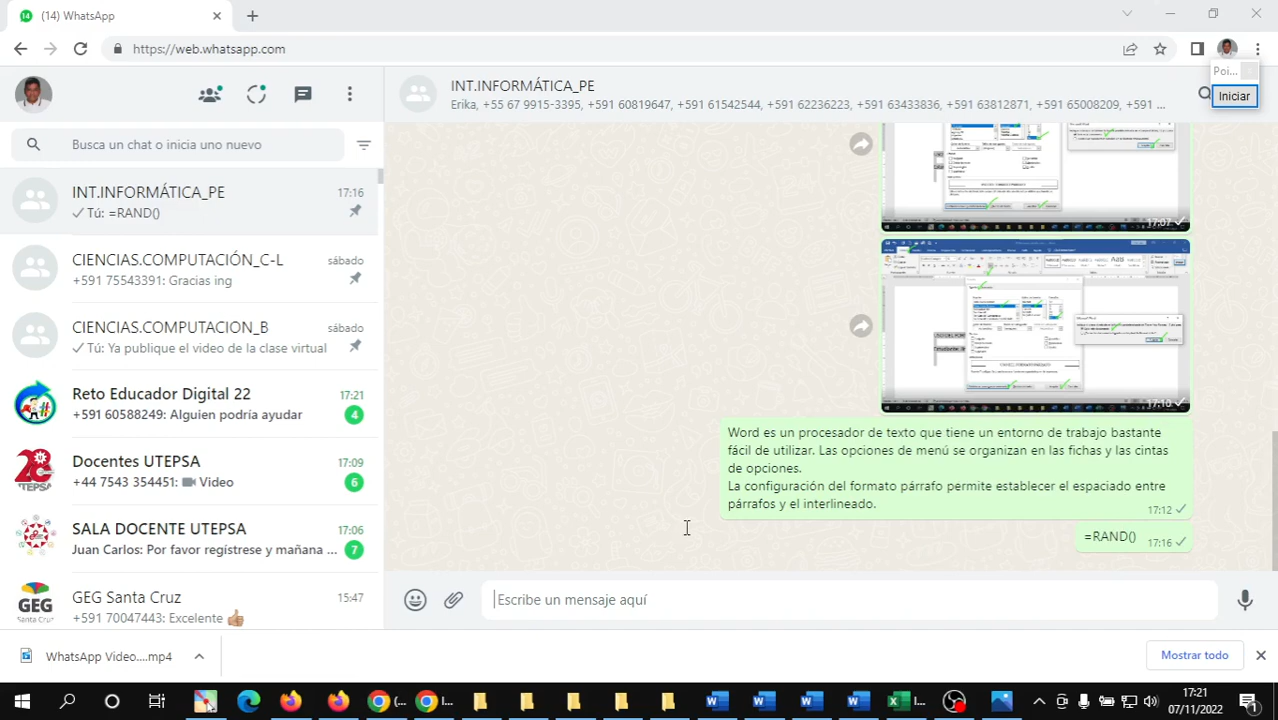 (14) WhatsApp
https://web.whatsapp.com
Poi...
Iniciar
INT.INFORMÁTICA_PE
Erika, +55 67 9915-3395, +591 60819647, +591 61542544, +591 62236223, +591 63433836, +591 63812871, +591 65008209, +591 ...
Busca un chat o inicia uno nuevo
INT.INFORMÁTICA_PE
17:16
Tú: =RAND()
CIENCIAS.COMPUTACION_C-L
sábado
Gracias Ing
CIENCIAS.COMPUTACION_B
sábado
Tú: Ya publique el video de la clase virtual
Reto Educador Digital 22
17:21
+591 60588249: Alguien podría ayudar
4
Docentes UTEPSA
17:09
+44 7543 354451: Video
6
SALA DOCENTE UTEPSA
17:06
Juan Carlos: Por favor regístrese y mañana ...
7
GEG Santa Cruz
15:47
+591 70047443: Excelente
17:07
17:10
Word es un procesador de texto que tiene un entorno de trabajo bastante
fácil de utilizar. Las opciones de menú se organizan en las fichas y las cintas
de opciones.
La configuración del formato párrafo permite establecer el espaciado entre
párrafos y el interlineado.
17:12
=RAND()
17:16
Escribe un mensaje aquí
WhatsApp Video....mp4
Mostrar todo
(...
(...
I...
17:21
07/11/2022
1